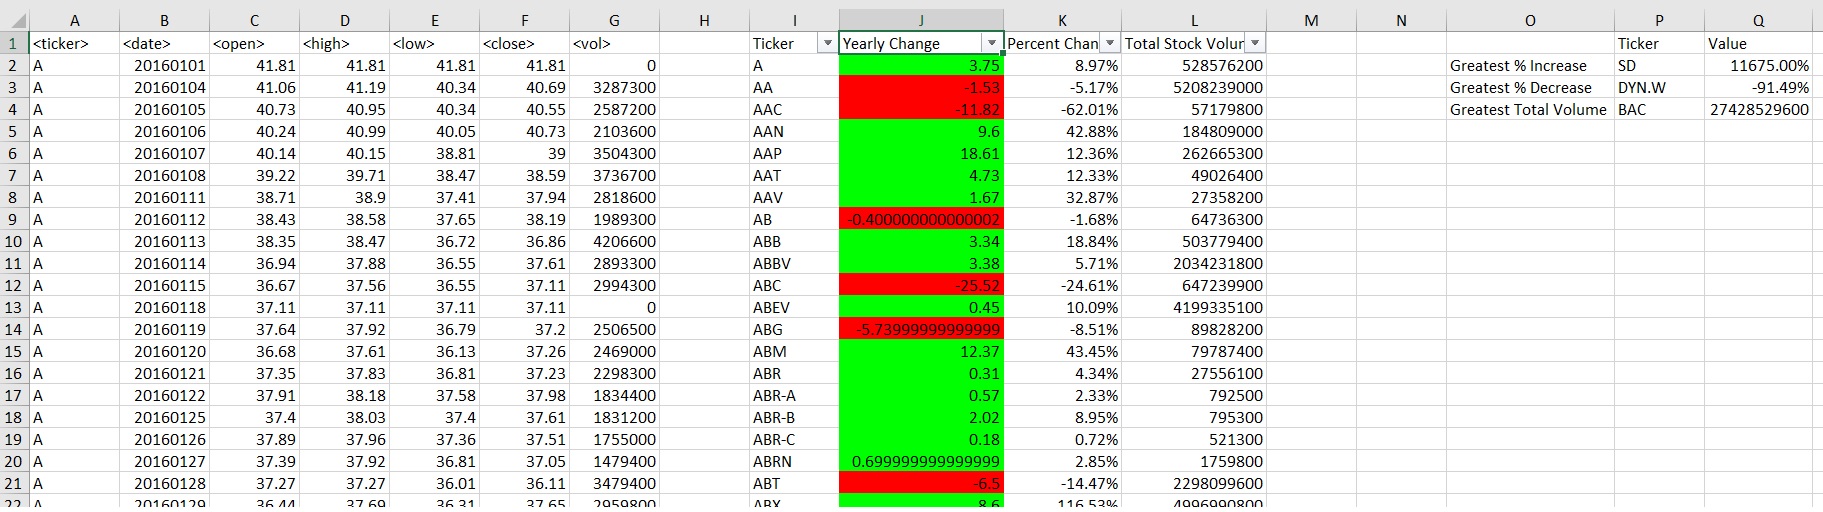 A B C D E F G H I J K L M N O P Q
1 <ticker> <date> <open> <high> <low> <close> <vol> Ticker Yearly Change Percent Chan Total Stock Volur Ticker Value
2 A 20160101 41.81 41.81 41.81 41.81 0 A 3.75 8.97% 528576200 Greatest % Increase SD 11675.00%
3 A 20160104 41.06 41.19 40.34 40.69 3287300 AA -1.53 -5.17% 5208239000 Greatest % Decrease DYN.W -91.49%
4 A 20160105 40.73 40.95 40.34 40.55 2587200 AAC -11.82 -62.01% 57179800 Greatest Total Volume BAC 27428529600
5 A 20160106 40.24 40.99 40.05 40.73 2103600 AAN 9.6 42.88% 184809000
6 A 20160107 40.14 40.15 38.81 39 3504300 AAP 18.61 12.36% 262665300
7 A 20160108 39.22 39.71 38.47 38.59 3736700 AAT 4.73 12.33% 49026400
8 A 20160111 38.71 38.9 37.41 37.94 2818600 AAV 1.67 32.87% 27358200
9 A 20160112 38.43 38.58 37.65 38.19 1989300 AB -0.400000000000002 -1.68% 64736300
10 A 20160113 38.35 38.47 36.72 36.86 4206600 ABB 3.34 18.84% 503779400
11 A 20160114 36.94 37.88 36.55 37.61 2893300 ABBV 3.38 5.71% 2034231800
12 A 20160115 36.67 37.56 36.55 37.11 2994300 ABC -25.52 -24.61% 647239900
13 A 20160118 37.11 37.11 37.11 37.11 0 ABEV 0.45 10.09% 4199335100
14 A 20160119 37.64 37.92 36.79 37.2 2506500 ABG -5.73999999999999 -8.51% 89828200
15 A 20160120 36.68 37.61 36.13 37.26 2469000 ABM 12.37 43.45% 79787400
16 A 20160121 37.35 37.83 36.81 37.23 2298300 ABR 0.31 4.34% 27556100
17 A 20160122 37.91 38.18 37.58 37.98 1834400 ABR-A 0.57 2.33% 792500
18 A 20160125 37.4 38.03 37.4 37.61 1831200 ABR-B 2.02 8.95% 795300
19 A 20160126 37.89 37.96 37.36 37.51 1755000 ABR-C 0.18 0.72% 521300
20 A 20160127 37.39 37.92 36.81 37.05 1479400 ABRN 0.699999999999999 2.85% 1759800
21 A 20160128 37.27 37.27 36.01 36.11 3479400 ABT -6.5 -14.47% 2298099600
22 A 20160129 36.44 37.69 36.31 37.65 2959800 ABX 8.6 116.53% 4996990800